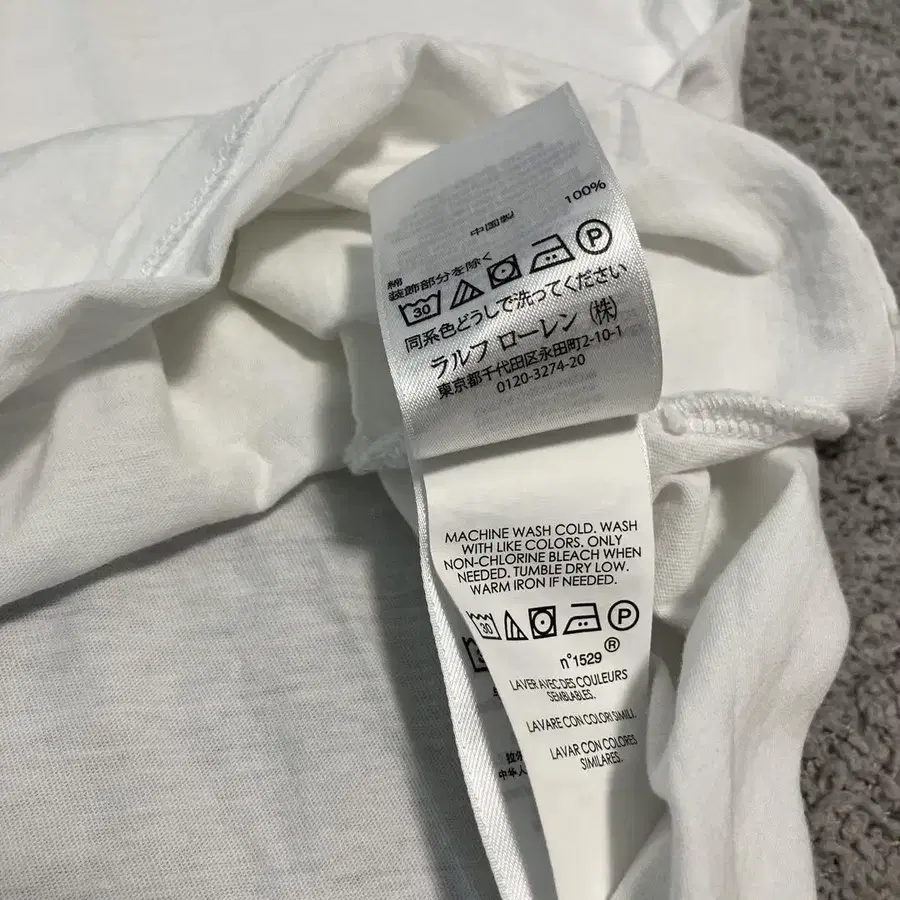 100%
中国製
綿
装飾部分を除く
30
P
同系色どうしで洗ってください
ラルフ ローレン (株)
東京都千代田区永田町2-10-1
0120-3274-20
MACHINE WASH COLD. WASH
WITH LIKE COLORS. ONLY
NON-CHLORINE BLEACH WHEN
NEEDED. TUMBLE DRY LOW.
WARM IRON IF NEEDED.
30
P
®
n°1529
LAVER AVEC DES COULEURS
SEMBLABLES.
LAVARE CON COLORI SIMILI.
LAVAR CON COLORES
SIMILARES.
中华人